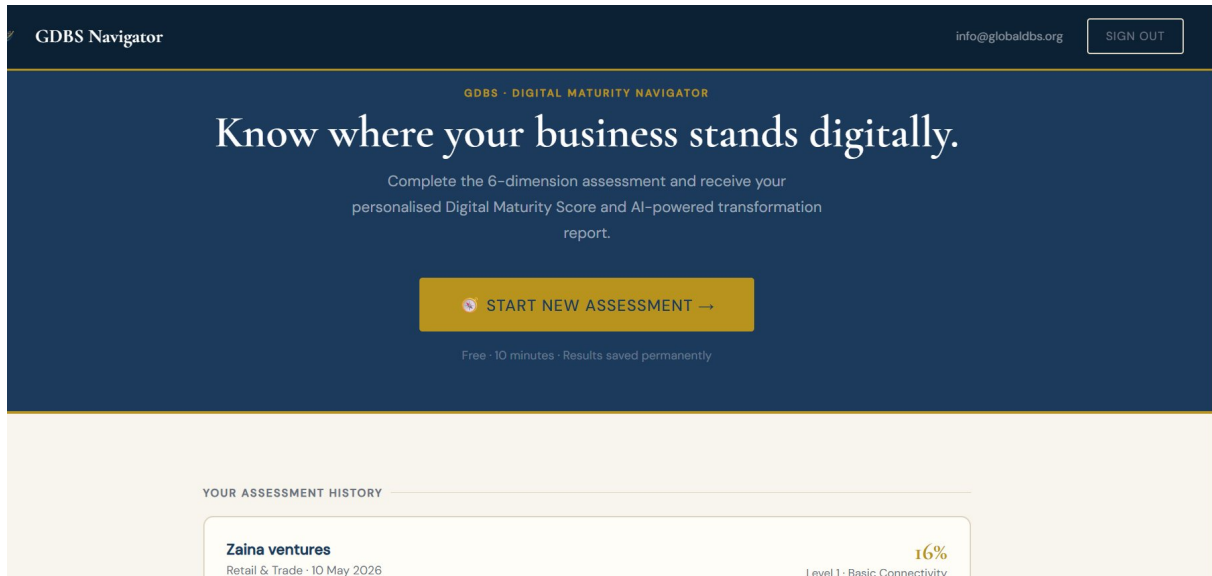 GDBS Navigator
info@globaldbs.org
SIGN OUT
GDBS · DIGITAL MATURITY NAVIGATOR
Know where your business stands digitally.
Complete the 6-dimension assessment and receive your
personalised Digital Maturity Score and AI-powered transformation
report.
START NEW ASSESSMENT →
Free · 10 minutes · Results saved permanently
YOUR ASSESSMENT HISTORY
Zaina ventures
16%
Retail & Trade · 10 May 2026
Level 1 · Basic Connectivity